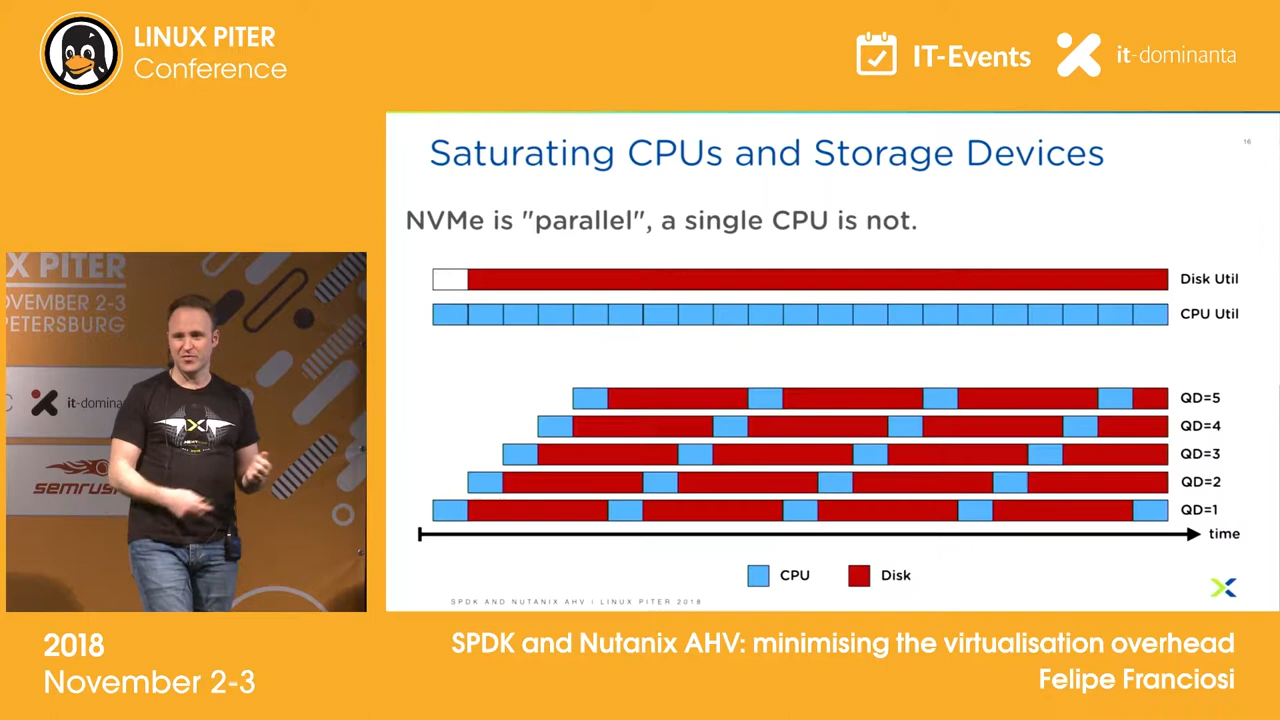 LINUX PITER
Conference
IT-Events
it-dominanta
Saturating CPUs and Storage Devices
16
NVMe is "parallel", a single CPU is not.
Disk Util
CPU Util
QD=5
QD=4
QD=3
QD=2
QD=1
time
CPU
Disk
SPDK AND NUTANIX AHV | LINUX PITER 2018
X PITER
NOVEMBER 2-3
PETERSBURG
C
it-domina
semrus
2018
November 2-3
SPDK and Nutanix AHV: minimising the virtualisation overhead
Felipe Franciosi